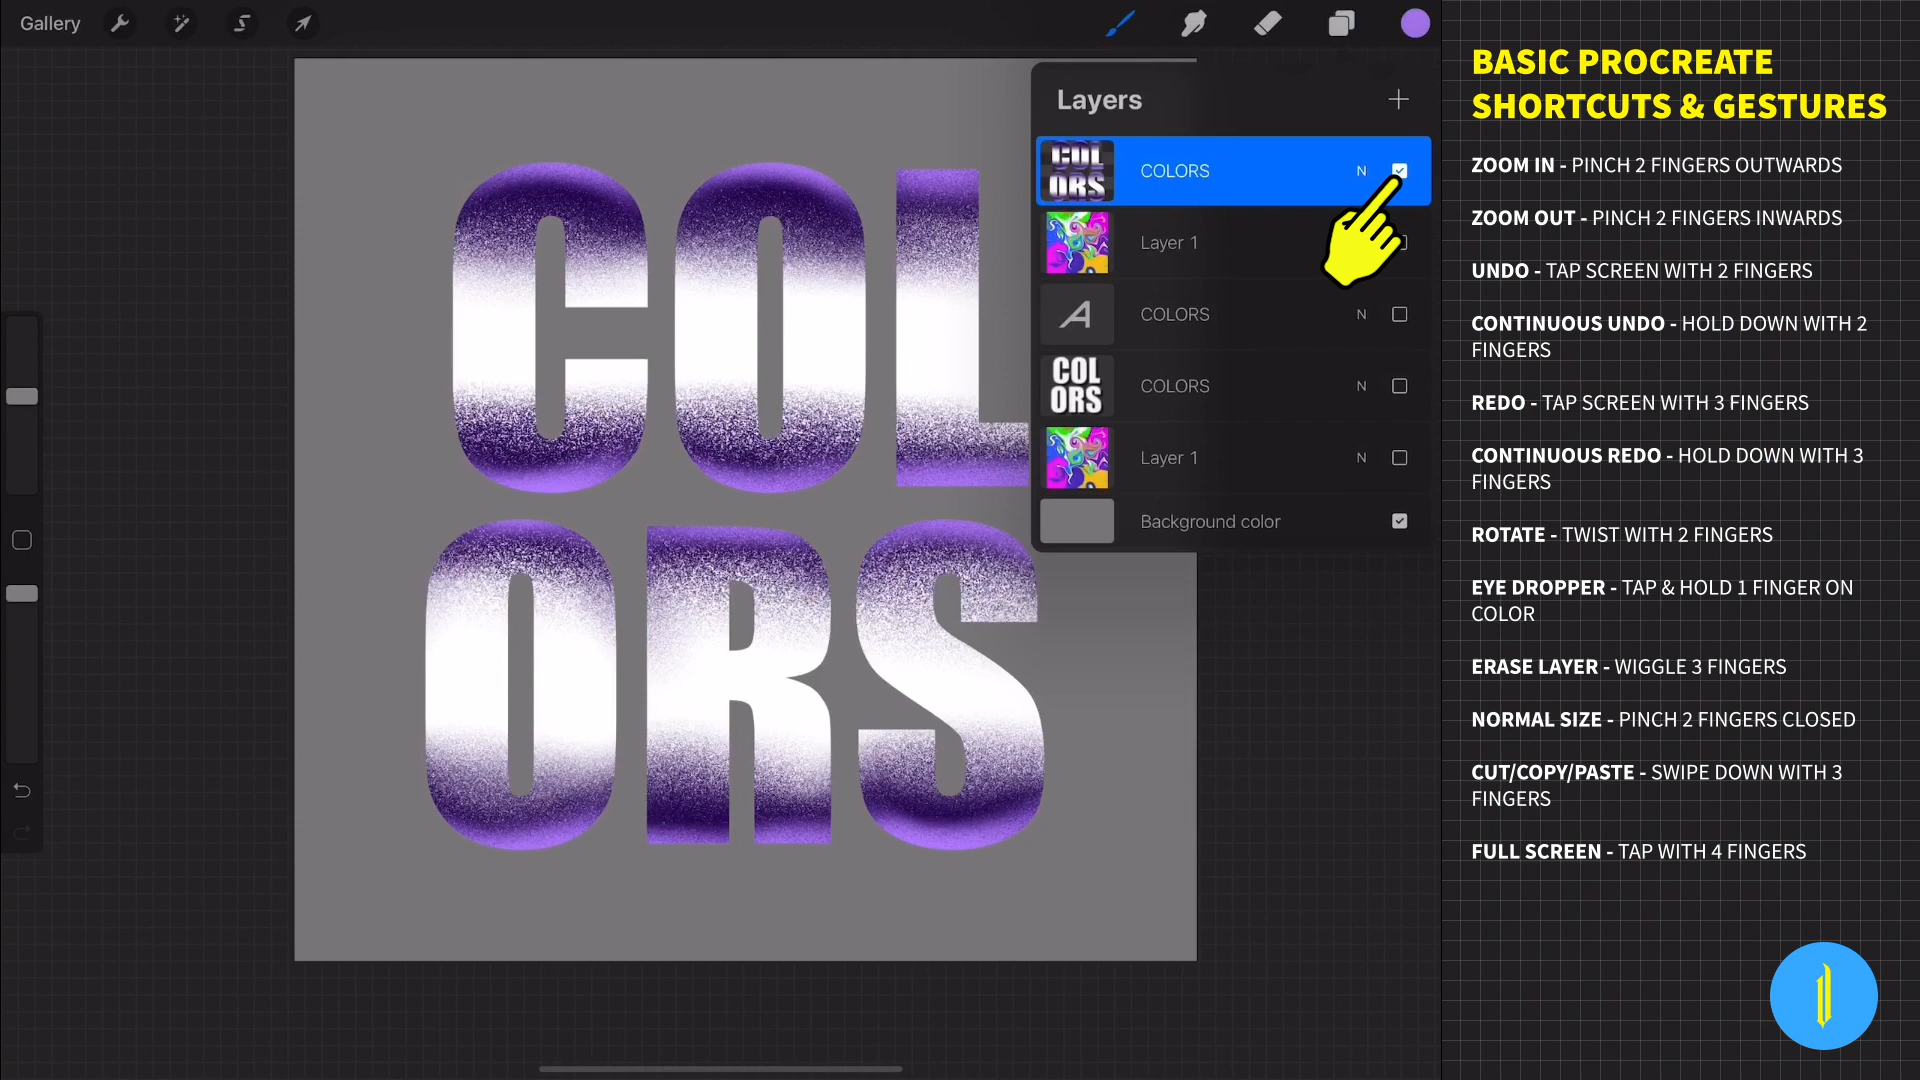 Gallery
Layers
COL
ORS
COLORS N
Layer 1
COLORS N
COL
ORS
COLORS N
Layer 1 N
Background color
COL
ORS
BASIC PROCREATE
SHORTCUTS & GESTURES
ZOOM IN - PINCH 2 FINGERS OUTWARDS
ZOOM OUT - PINCH 2 FINGERS INWARDS
UNDO - TAP SCREEN WITH 2 FINGERS
CONTINUOUS UNDO - HOLD DOWN WITH 2
FINGERS
REDO - TAP SCREEN WITH 3 FINGERS
CONTINUOUS REDO - HOLD DOWN WITH 3
FINGERS
ROTATE - TWIST WITH 2 FINGERS
EYE DROPPER - TAP & HOLD 1 FINGER ON
COLOR
ERASE LAYER - WIGGLE 3 FINGERS
NORMAL SIZE - PINCH 2 FINGERS CLOSED
CUT/COPY/PASTE - SWIPE DOWN WITH 3
FINGERS
FULL SCREEN - TAP WITH 4 FINGERS